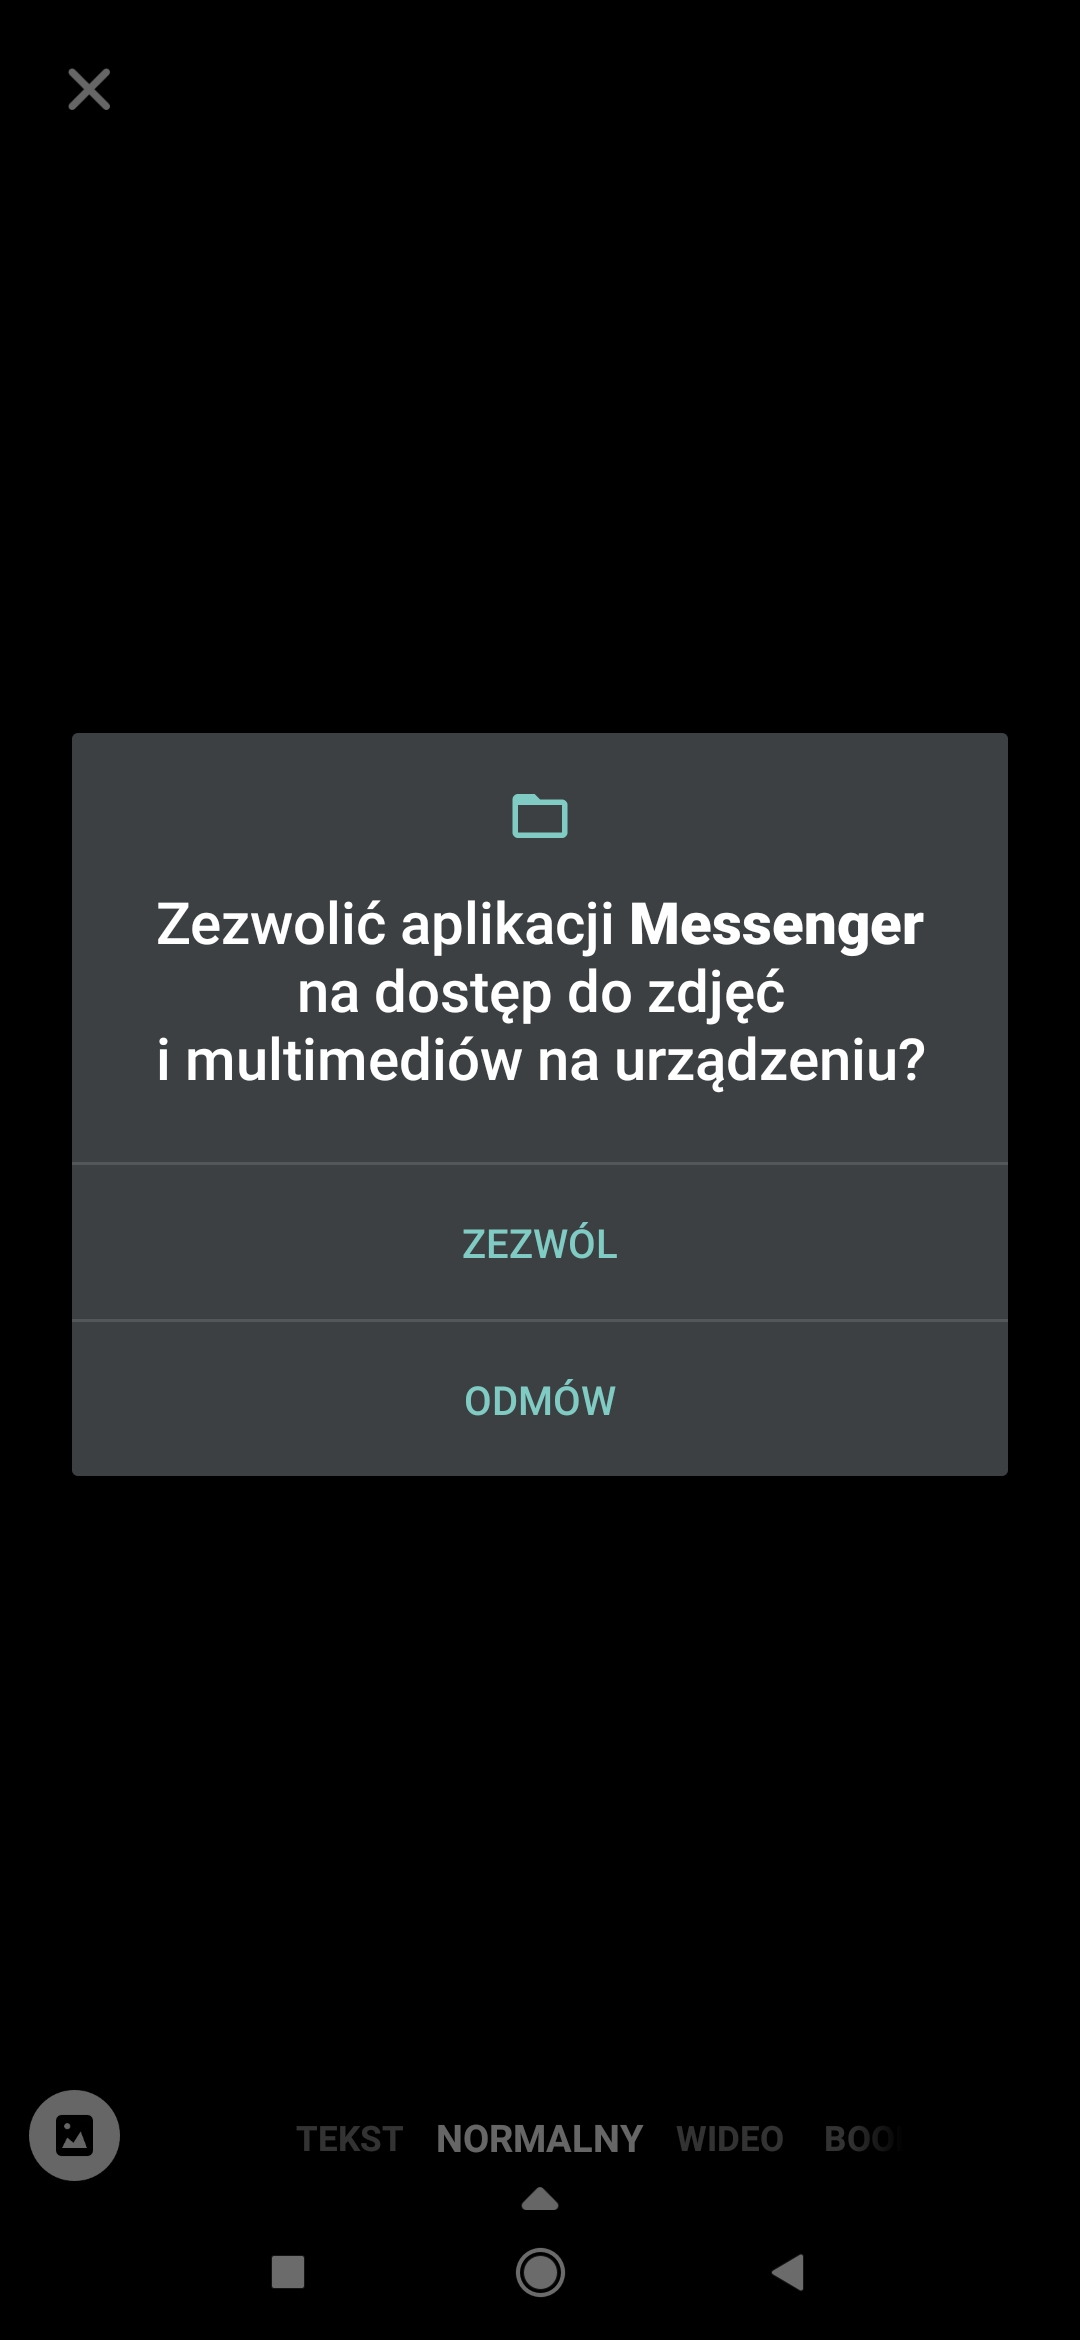 Zezwolić aplikacji Messenger
na dostęp do zdjęć
i multimediów na urządzeniu?
ZEZWÓL
ODMÓW
TEKST NORMALNY WIDEO